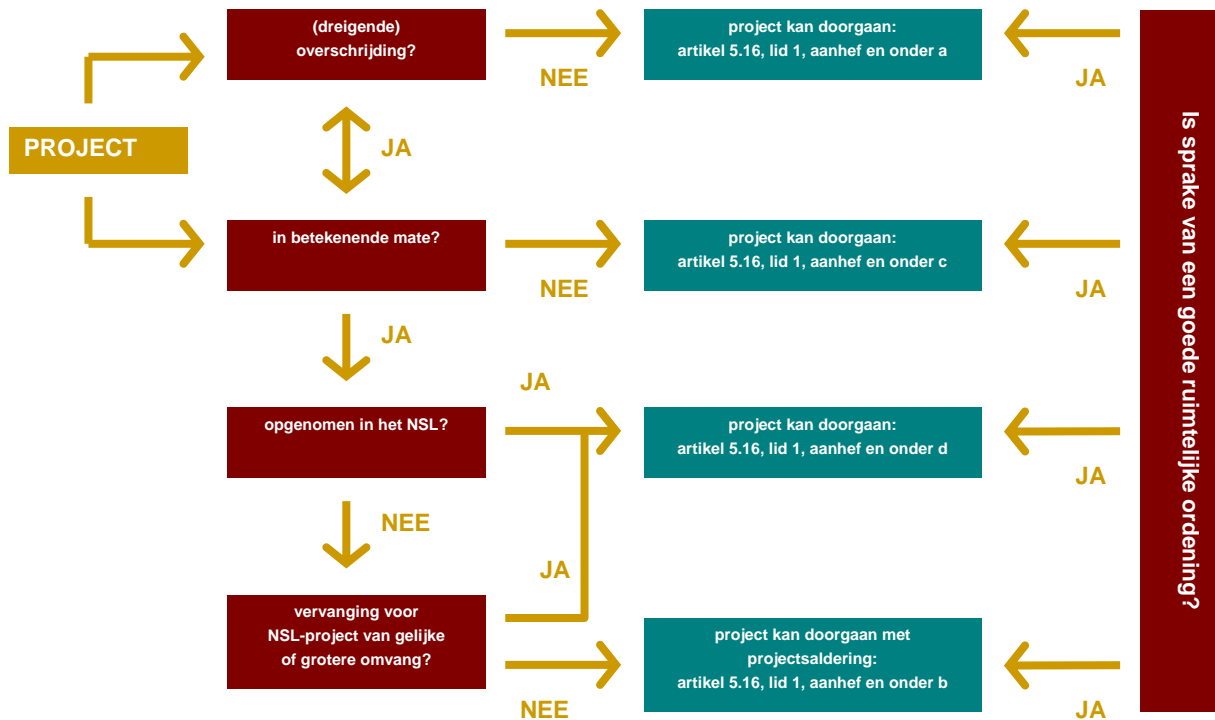 (dreigende)
overschrijding?
NEE
project kan doorgaan:
artikel 5.16, lid 1, aanhef en onder a
JA
PROJECT
JA
in betekenende mate?
NEE
project kan doorgaan:
artikel 5.16, lid 1, aanhef en onder c
JA
JA
opgenomen in het NSL?
JA
project kan doorgaan:
artikel 5.16, lid 1, aanhef en onder d
JA
NEE
JA
vervanging voor
NSL-project van gelijke
of grotere omvang?
NEE
project kan doorgaan met
projectsaldering:
artikel 5.16, lid 1, aanhef en onder b
JA
Is sprake van een goede ruimtelijke ordening?